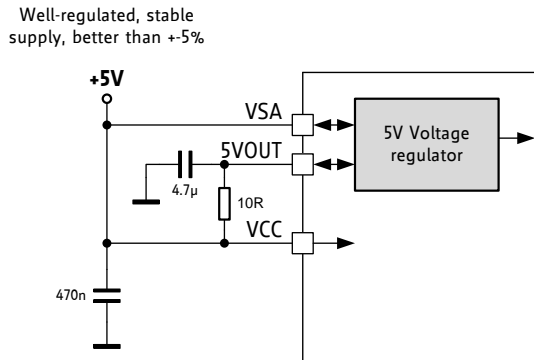 Well-regulated, stable
supply, better than +-5%
+5V
VSA
5VOUT
4.7µ
10R
VCC
470n
5V Voltage
regulator